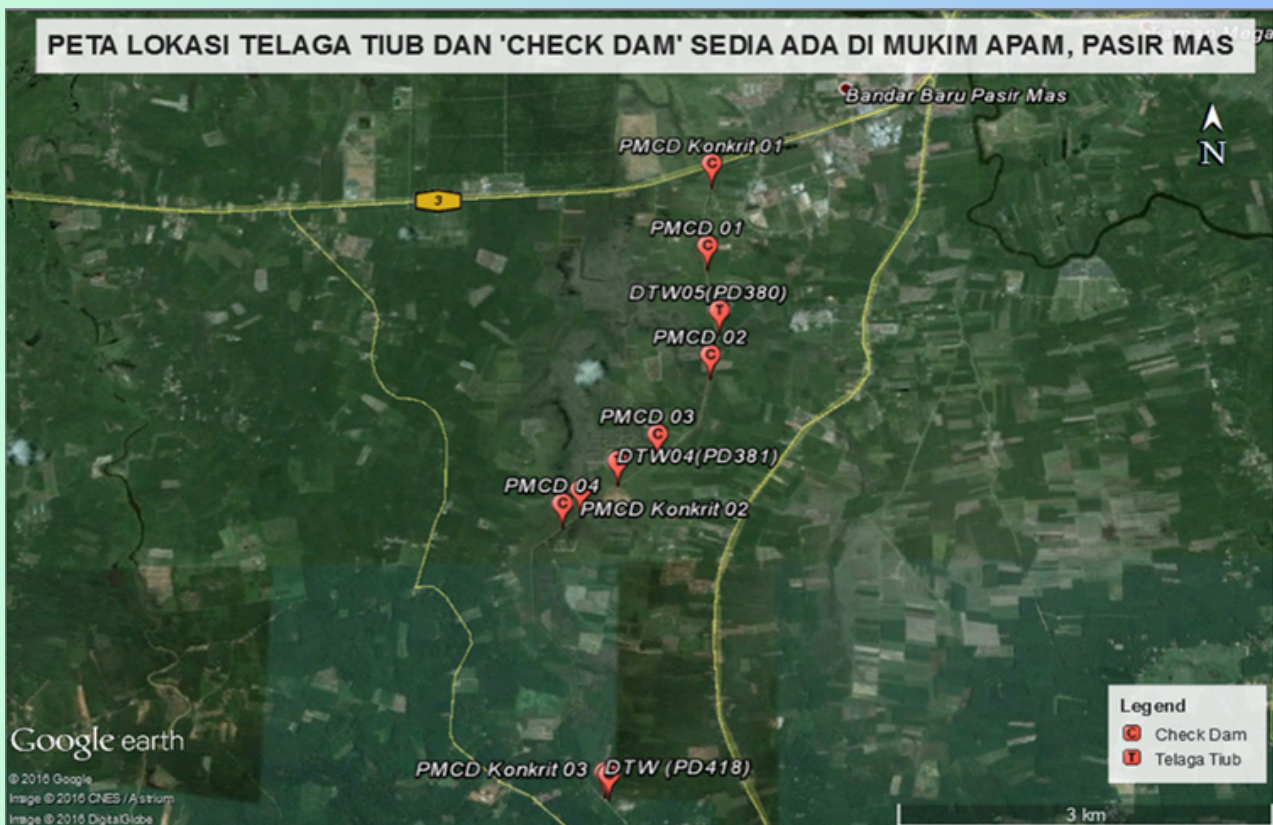 PETA LOKASI TELAGA TIUB DAN 'CHECK DAM' SEDIA ADA DI MUKIM APAM, PASIR MAS
Bandar Baru Pasir Mas
N
PMCD Konkrit 01
3
PMCD 01
DTW05(PD380)
T
C
PMCD 02
PMCD 03
DTW04(PD381)
PMCD 04
PMCD Konkrit 02
PMCD Konkrit 03
DTW (PD418)
Legend
C Check Dam
T Telaga Tiub
Google earth
© 2016 Google
Image © 2016 CNES / Astrium
Image © 2016 DigitalGlobe
3 km